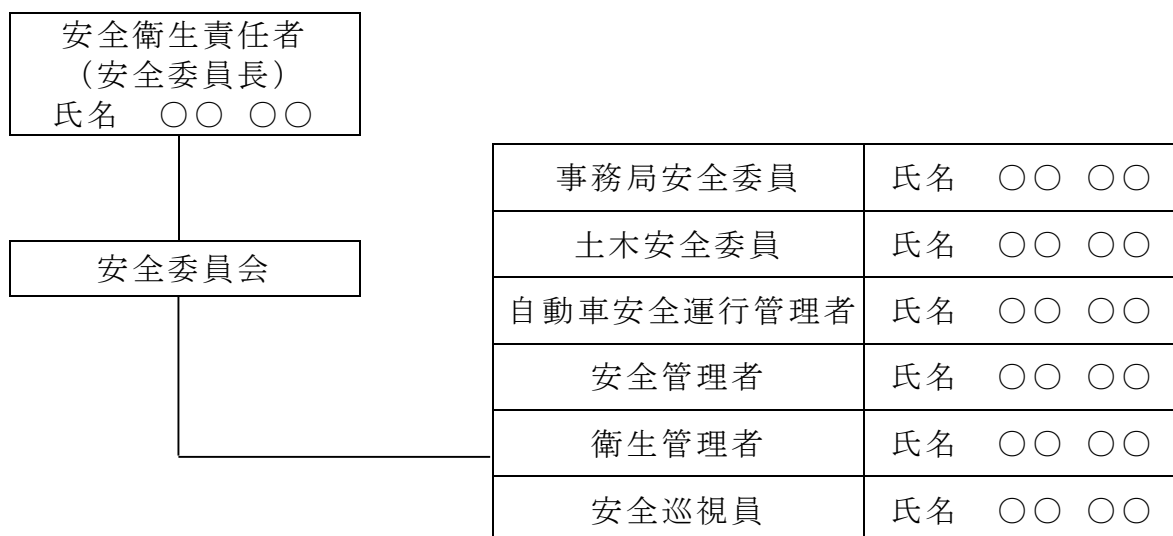 安全衛生責任者
（安全委員長）
氏名　○○ ○○
安全委員会
事務局安全委員　氏名　○○ ○○
土木安全委員　氏名　○○ ○○
自動車安全運行管理者　氏名　○○ ○○
安全管理者　氏名　○○ ○○
衛生管理者　氏名　○○ ○○
安全巡視員　氏名　○○ ○○